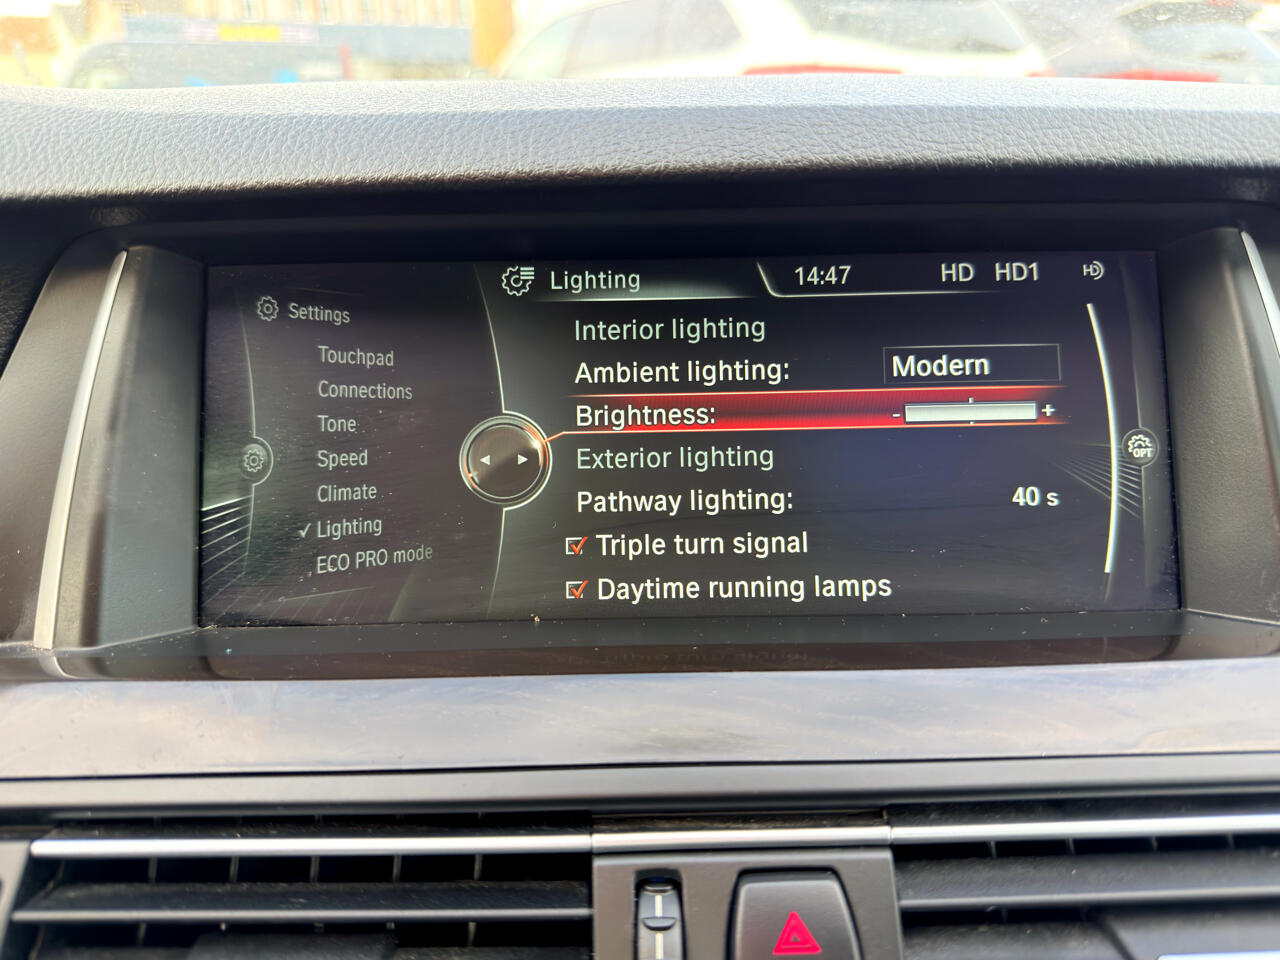 Lighting 14:47 HD HD1 HD
Settings
Touchpad
Connections
Tone
Speed
Climate
✓ Lighting
ECO PRO mode
Interior lighting
Ambient lighting: Modern
Brightness: - +
Exterior lighting
Pathway lighting: 40 s
Triple turn signal
Daytime running lamps
OPT